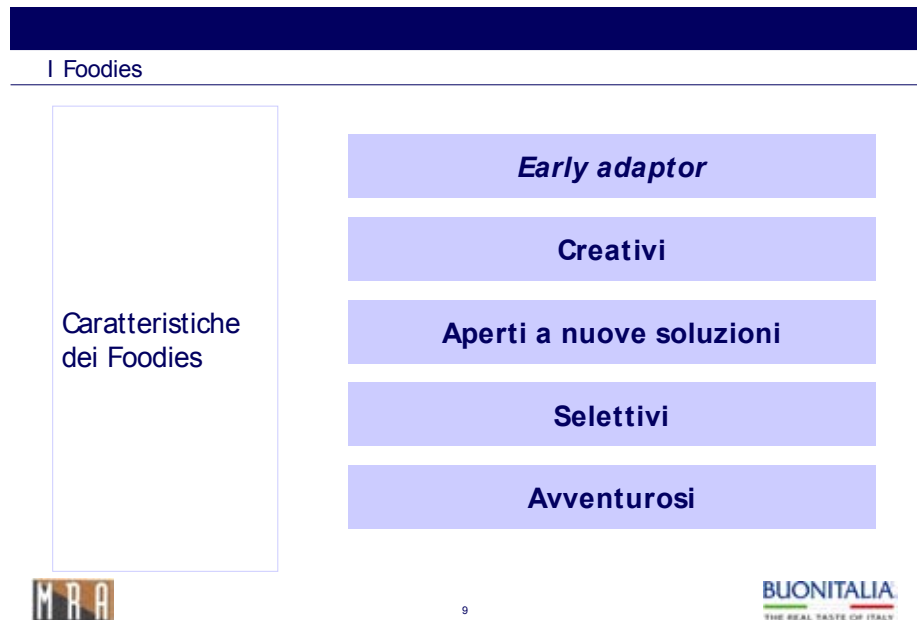 I Foodies
Caratteristiche
dei Foodies
Early adaptor
Creativi
Aperti a nuove soluzioni
Selettivi
Avventurosi
MRA
9
BUONITALIA
THE REAL TASTE OF ITALY